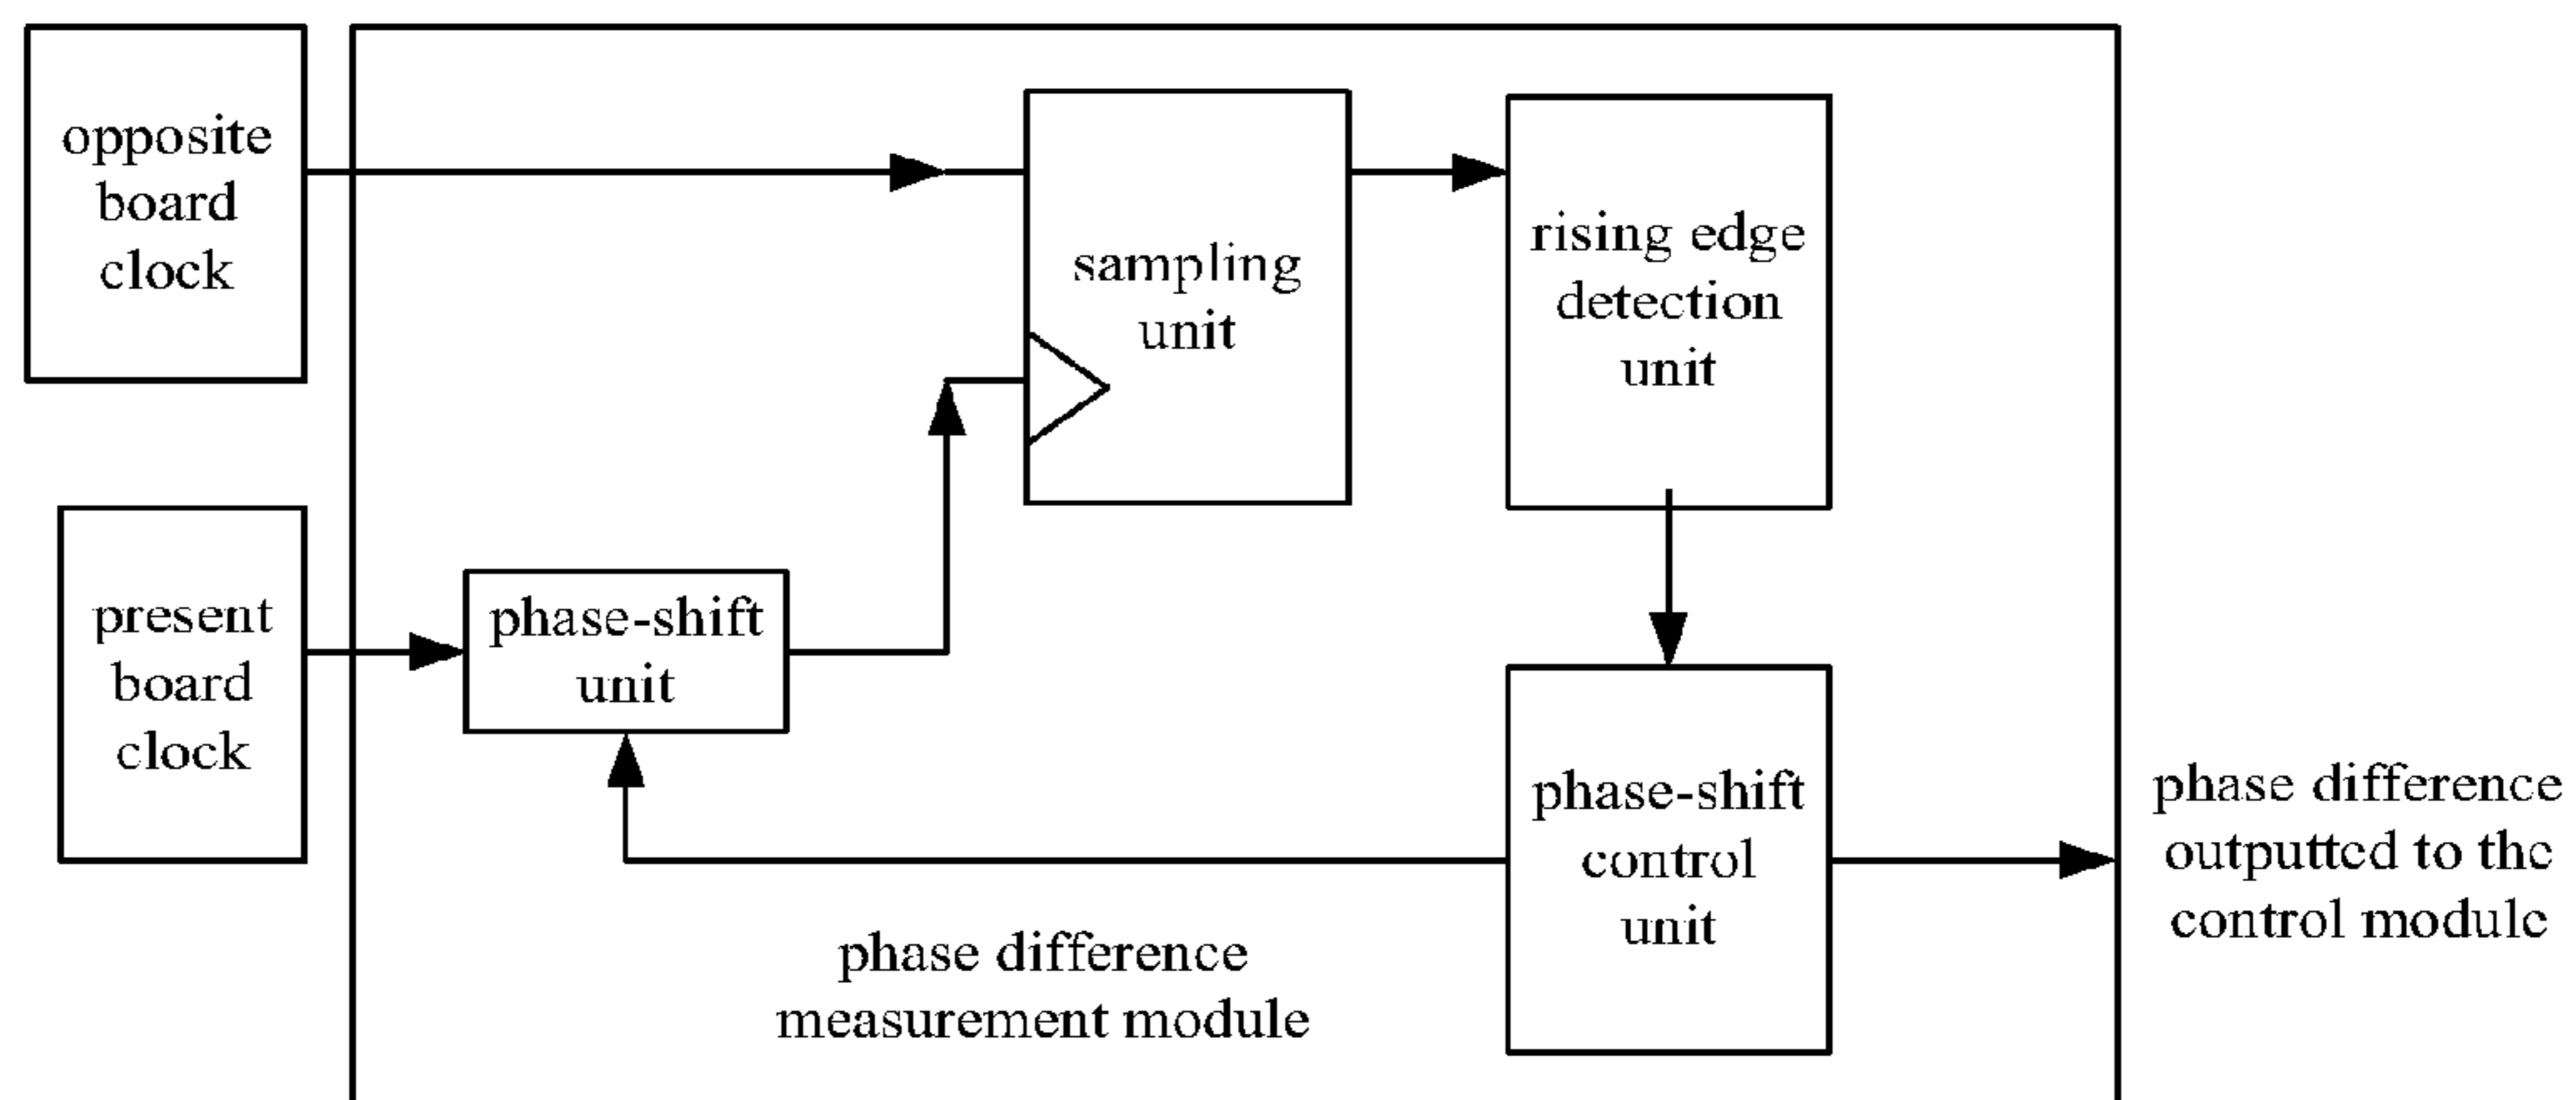 opposite
board
clock
sampling
unit
rising edge
detection
unit
present
board
clock
phase-shift
unit
phase-shift
control
unit
phase difference
outputted to the
control module
phase difference
measurement module